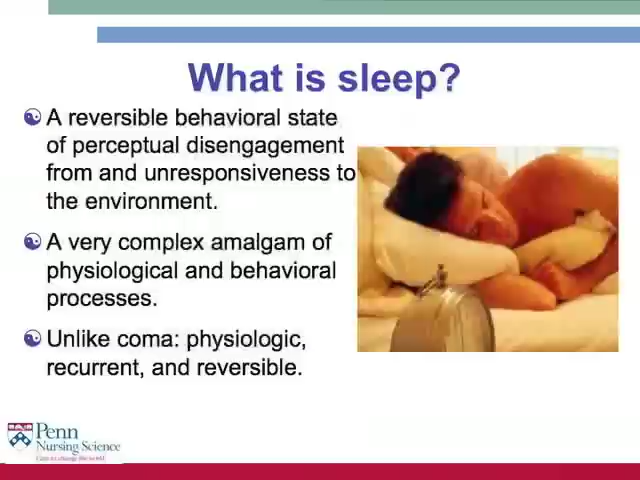 What is sleep?
A reversible behavioral state
of perceptual disengagement
from and unresponsiveness to
the environment.
A very complex amalgam of
physiological and behavioral
processes.
Unlike coma: physiologic,
recurrent, and reversible.
Penn
Nursing Science